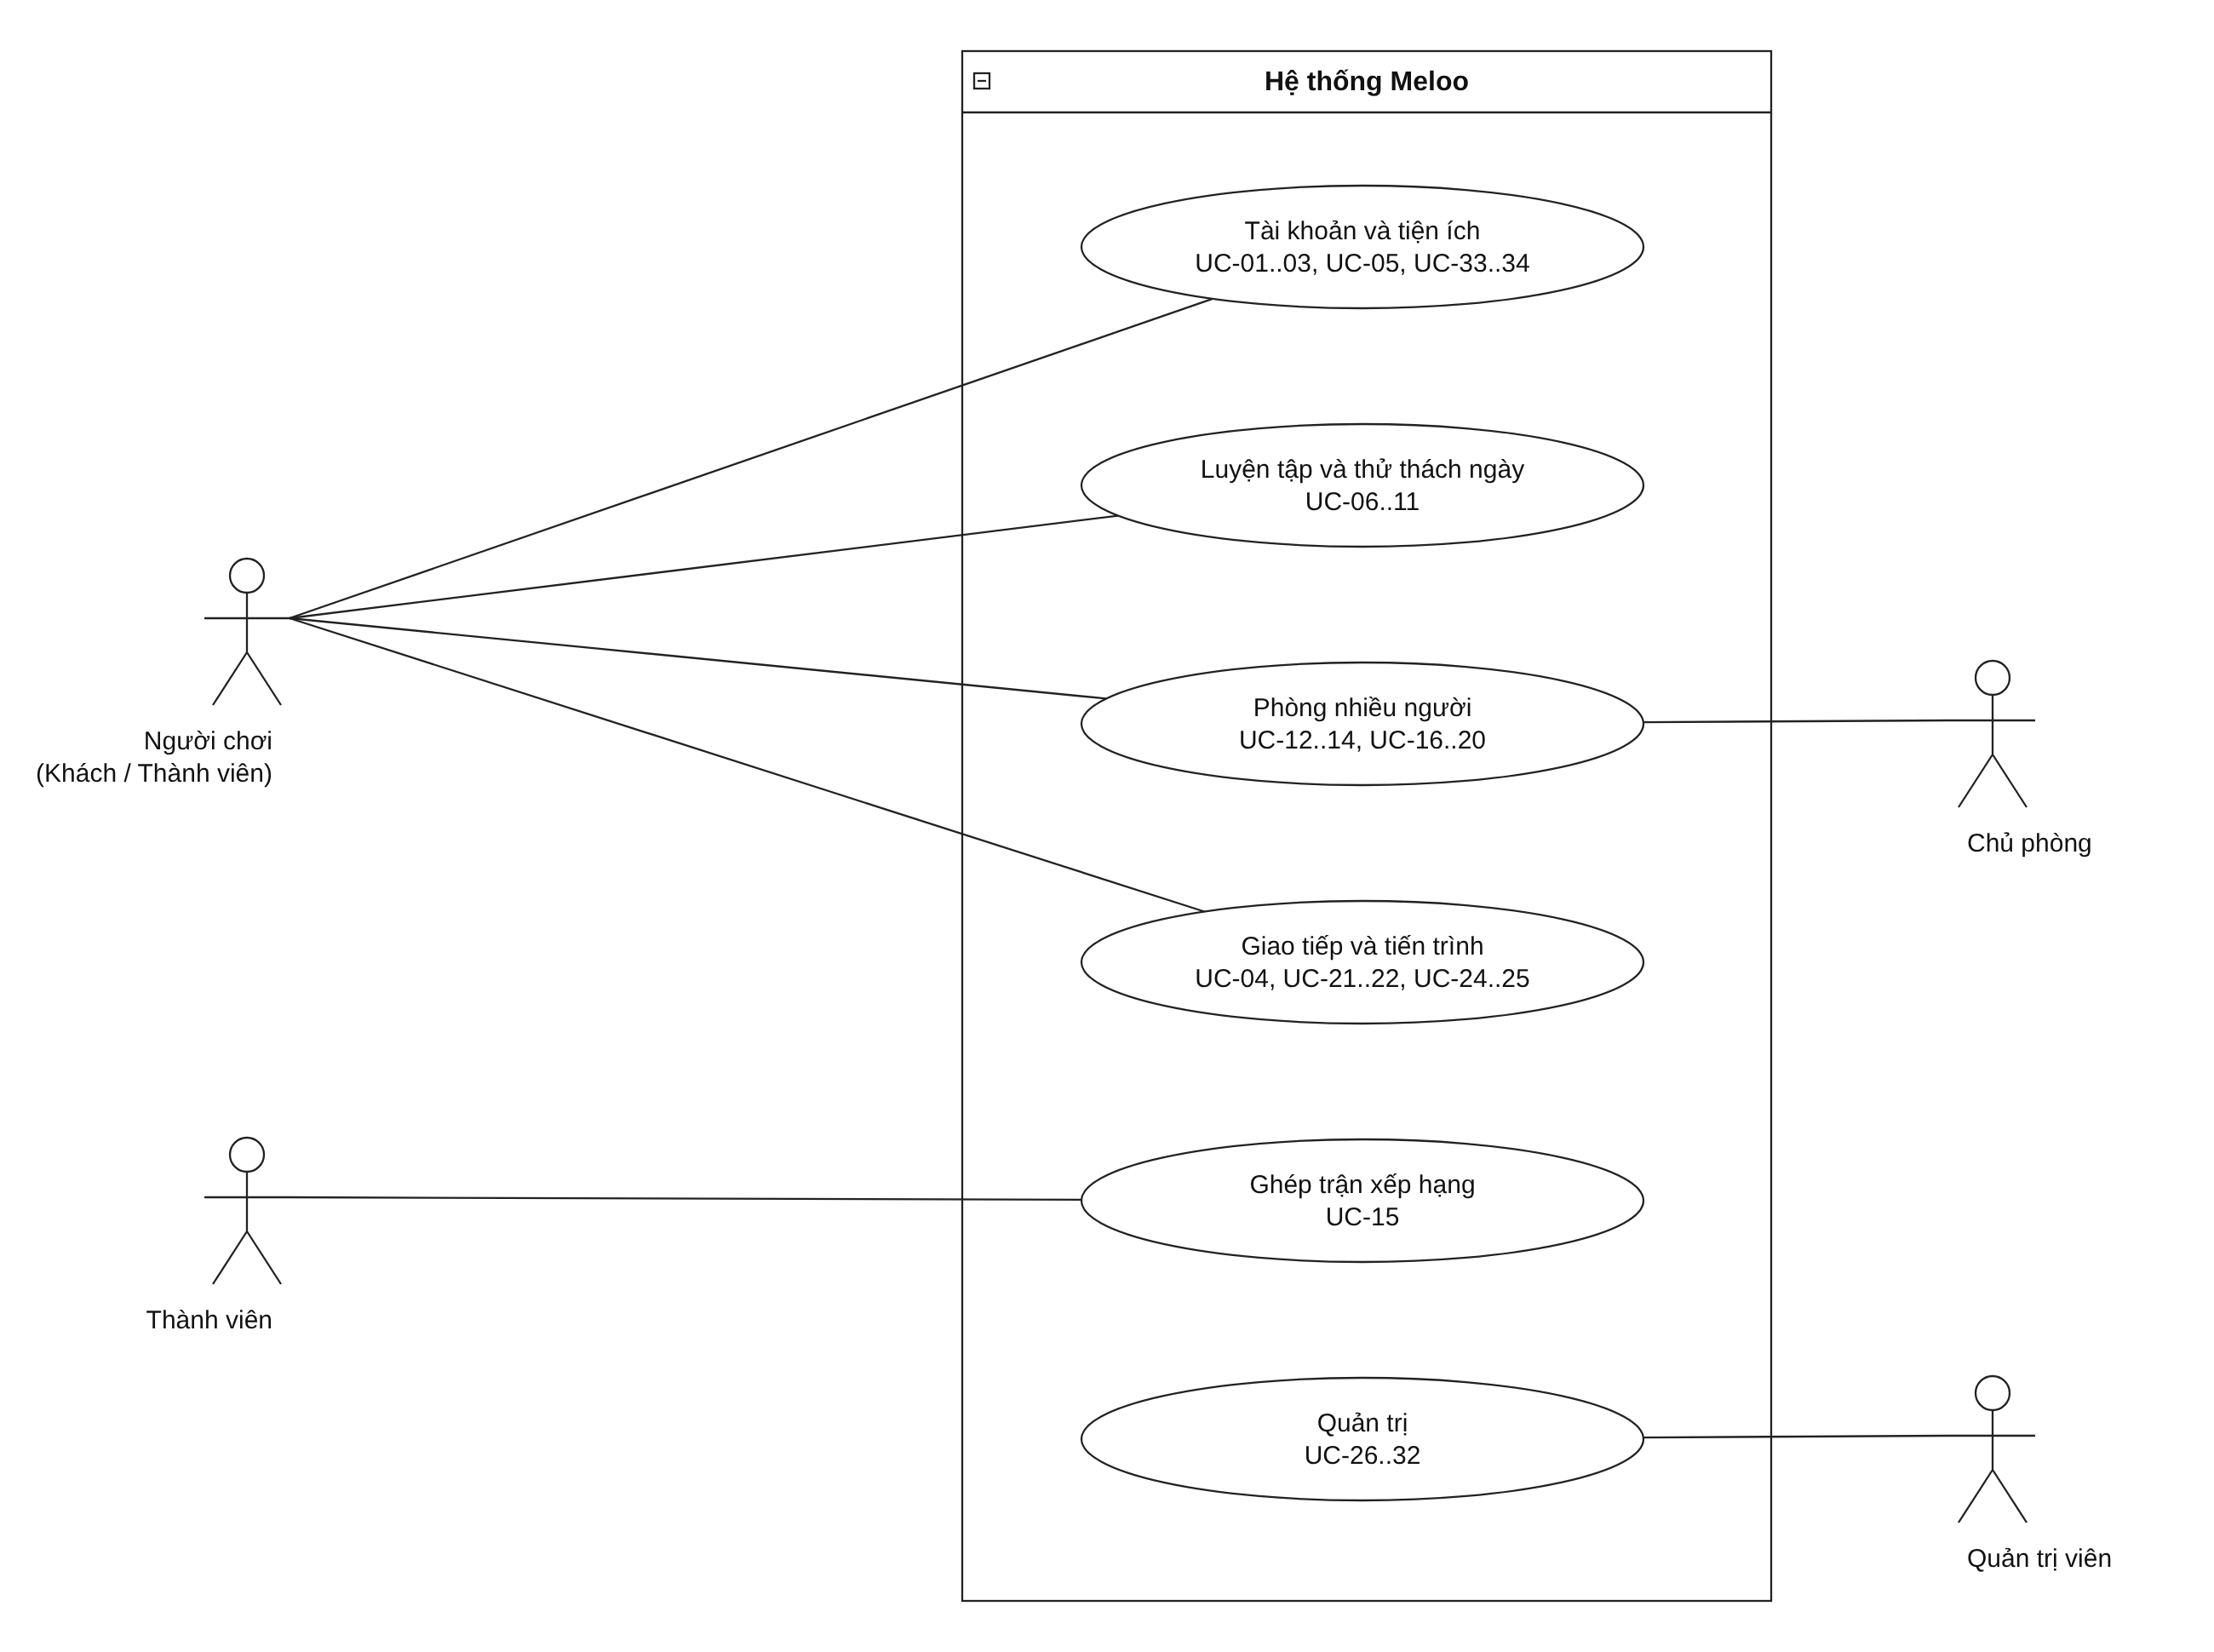 Hệ thống Meloo
Tài khoản và tiện ích
UC-01..03, UC-05, UC-33..34
Luyện tập và thử thách ngày
UC-06..11
Người chơi
(Khách / Thành viên)
Phòng nhiều người
UC-12..14, UC-16..20
Chủ phòng
Giao tiếp và tiến trình
UC-04, UC-21..22, UC-24..25
Ghép trận xếp hạng
UC-15
Thành viên
Quản trị
UC-26..32
Quản trị viên